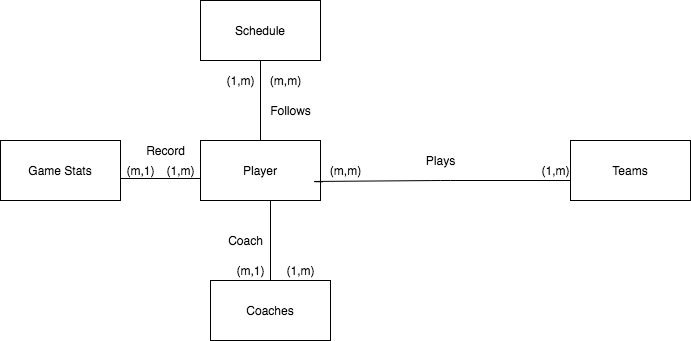 Schedule
(1,m) (m,m)
Follows
Record
Game Stats
(m,1) (1,m)
Player
(m,m)
Plays
(1,m)
Teams
Coach
(m,1) (1,m)
Coaches